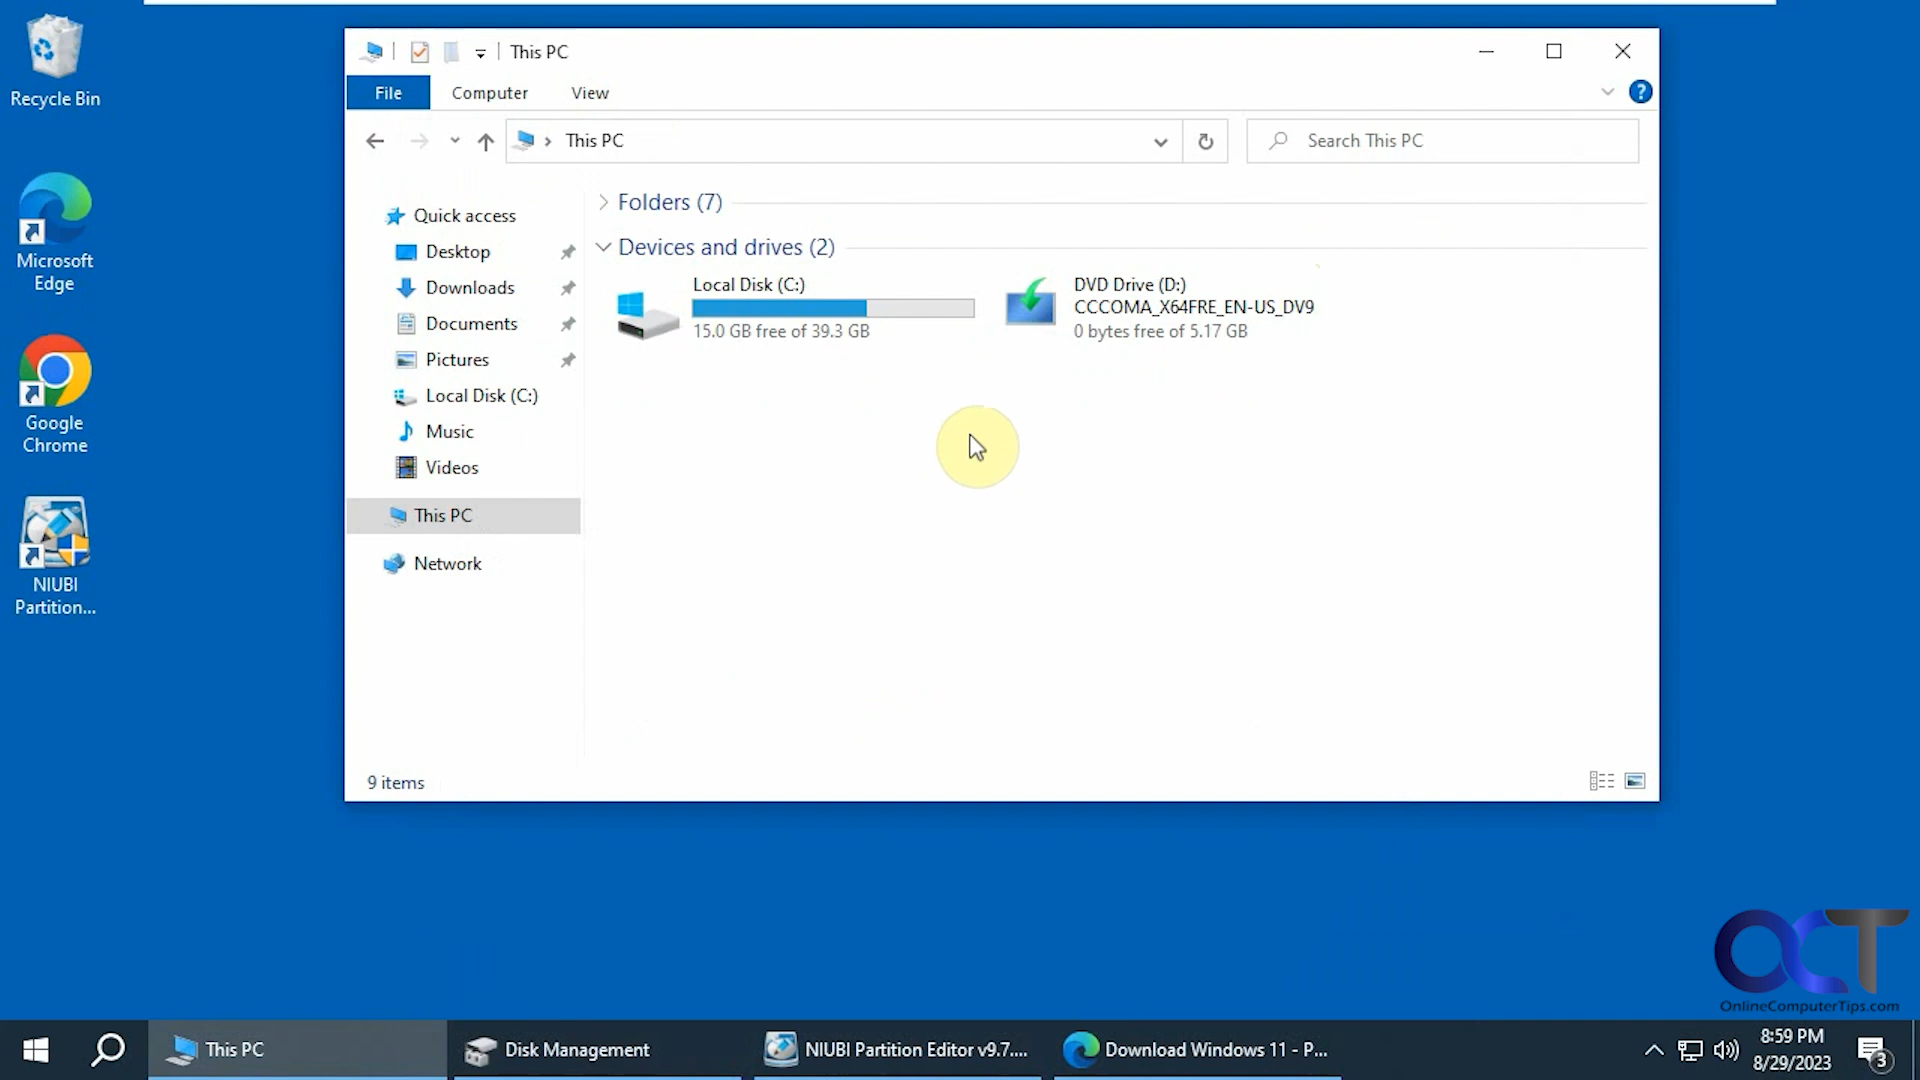 Recycle Bin
Microsoft
Edge
Google
Chrome
NIUBI
Partition...
This PC
File
Computer
View
?
This PC
Search This PC
Quick access
Desktop
Downloads
Documents
Pictures
Local Disk (C:)
Music
Videos
This PC
Network
Folders (7)
Devices and drives (2)
Local Disk (C:)
15.0 GB free of 39.3 GB
DVD Drive (D:)
CCCOMA_X64FRE_EN-US_DV9
0 bytes free of 5.17 GB
9 items
OCT
OnlineComputerTips.com
This PC
Disk Management
NIUBI Partition Editor v9.7....
Download Windows 11 - P...
8:59 PM
8/29/2023
3